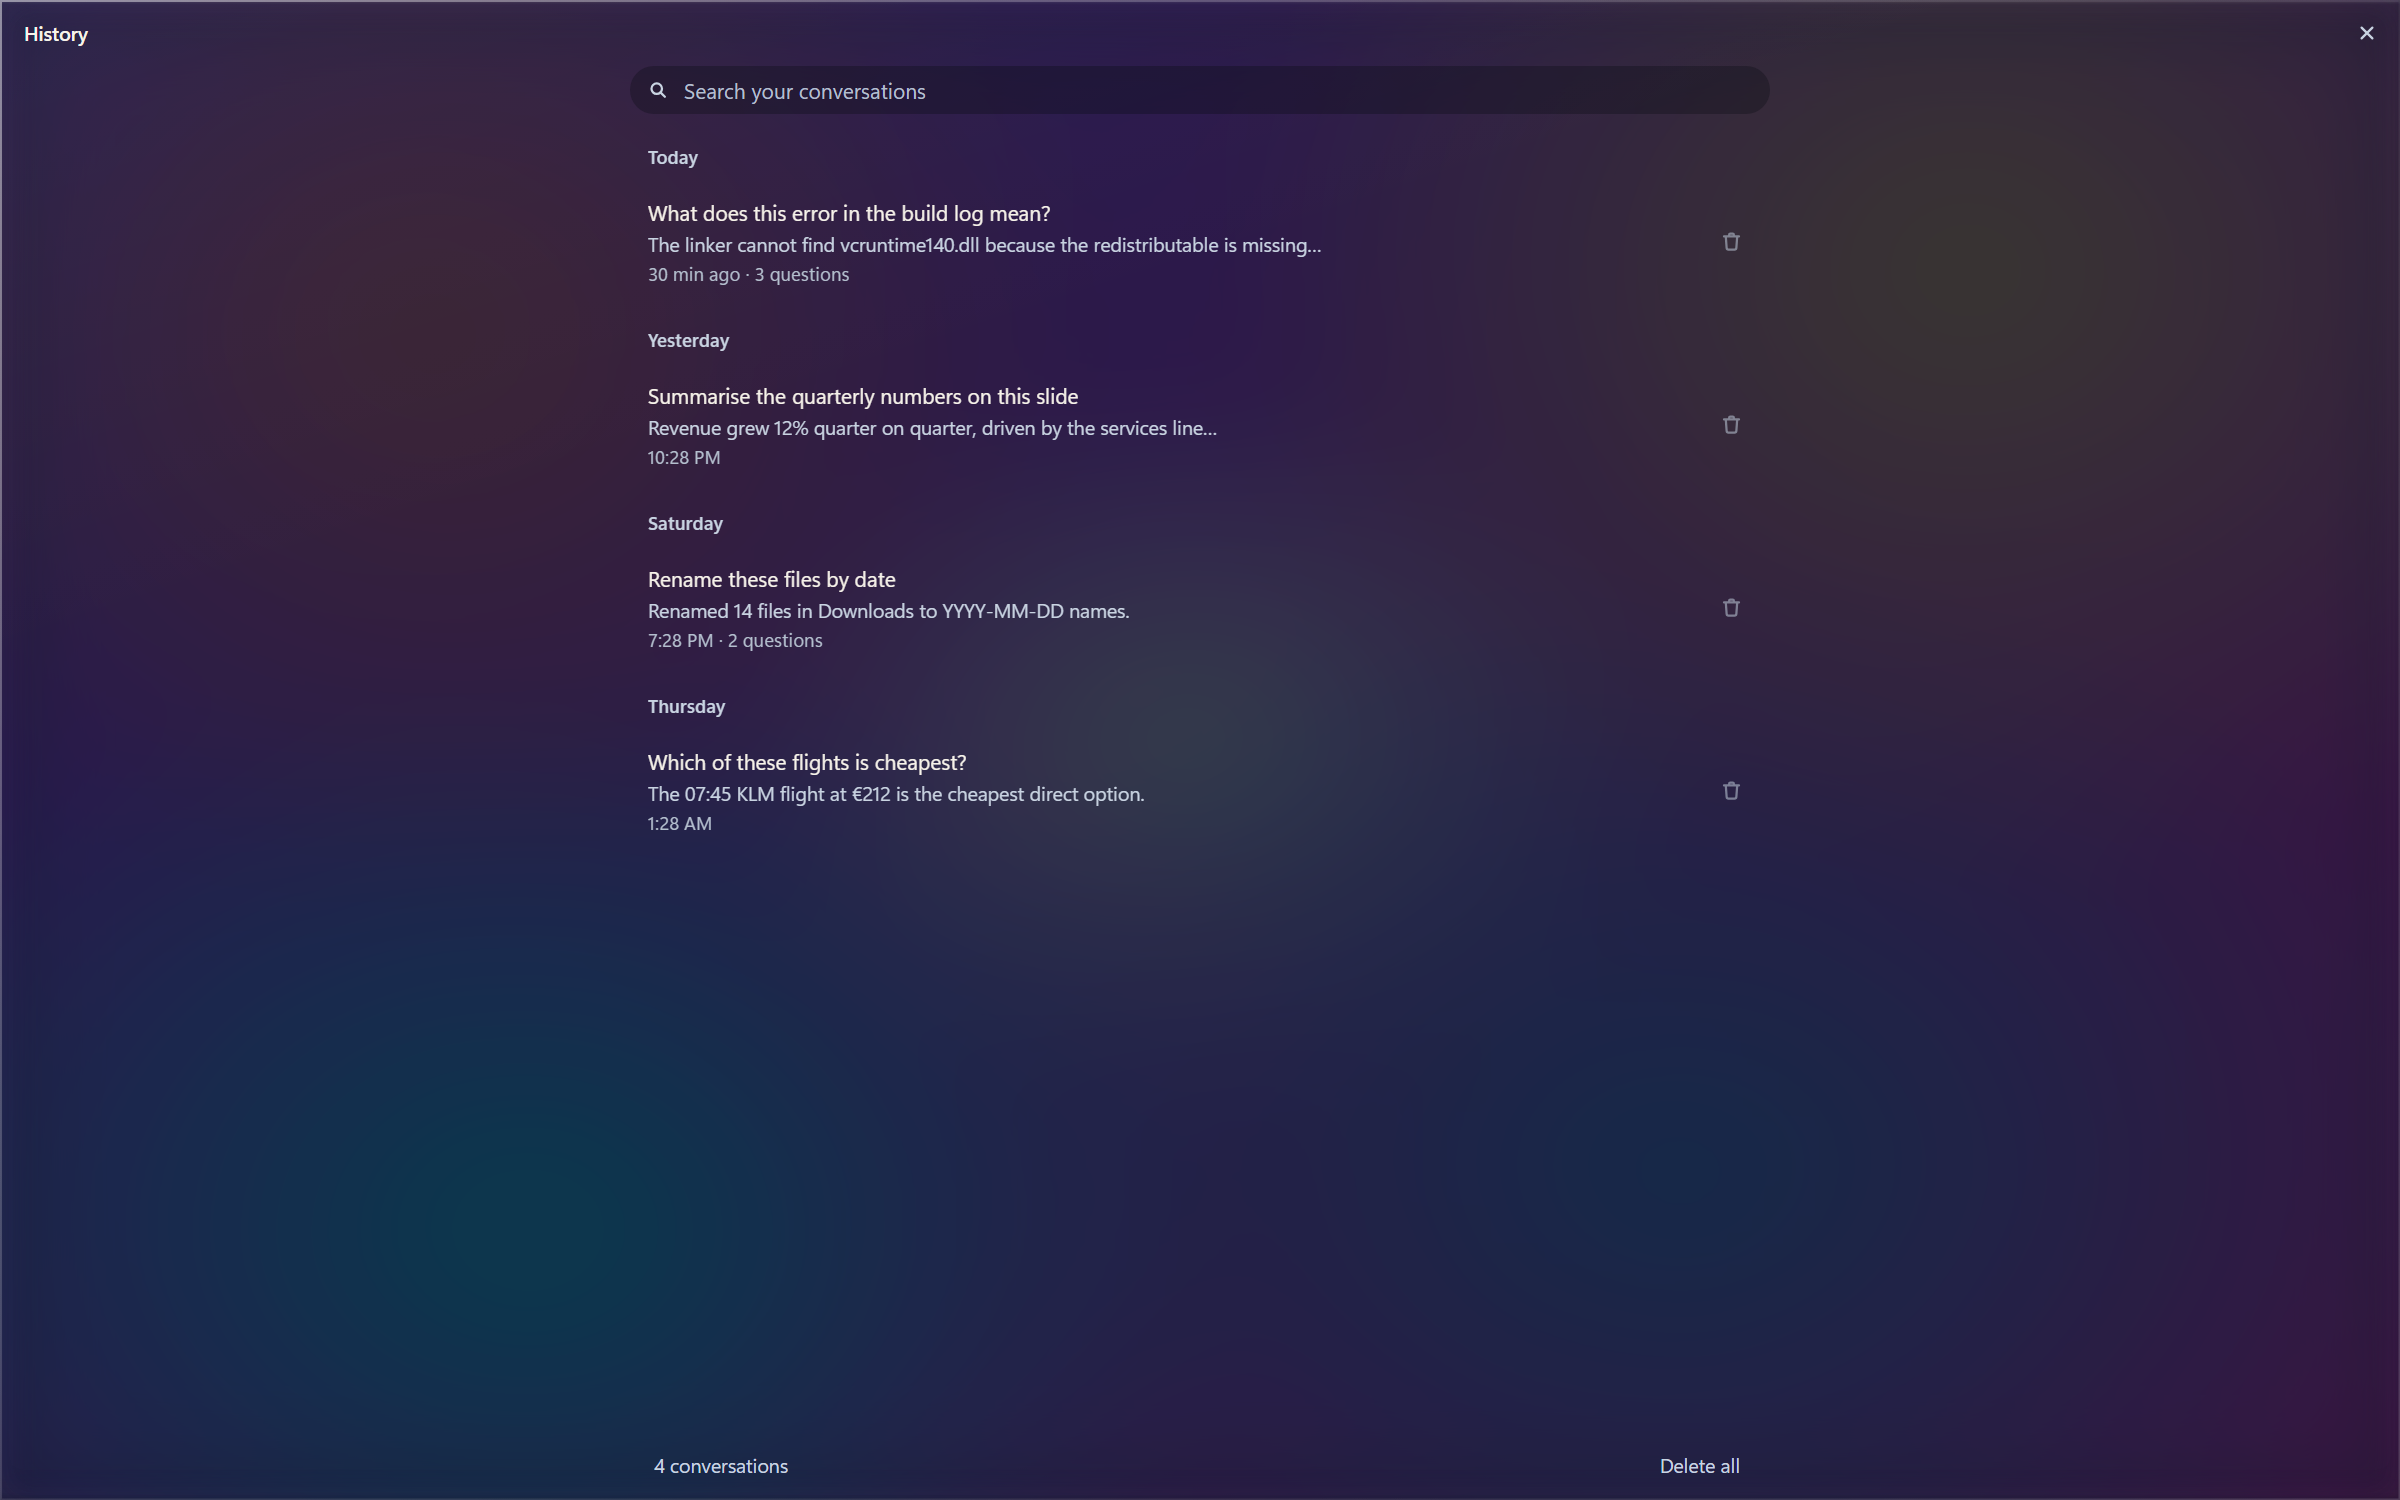 History
Search your conversations
Today
What does this error in the build log mean?
The linker cannot find vcruntime140.dll because the redistributable is missing...
30 min ago · 3 questions
Yesterday
Summarise the quarterly numbers on this slide
Revenue grew 12% quarter on quarter, driven by the services line...
10:28 PM
Saturday
Rename these files by date
Renamed 14 files in Downloads to YYYY-MM-DD names.
7:28 PM · 2 questions
Thursday
Which of these flights is cheapest?
The 07:45 KLM flight at €212 is the cheapest direct option.
1:28 AM
4 conversations
Delete all